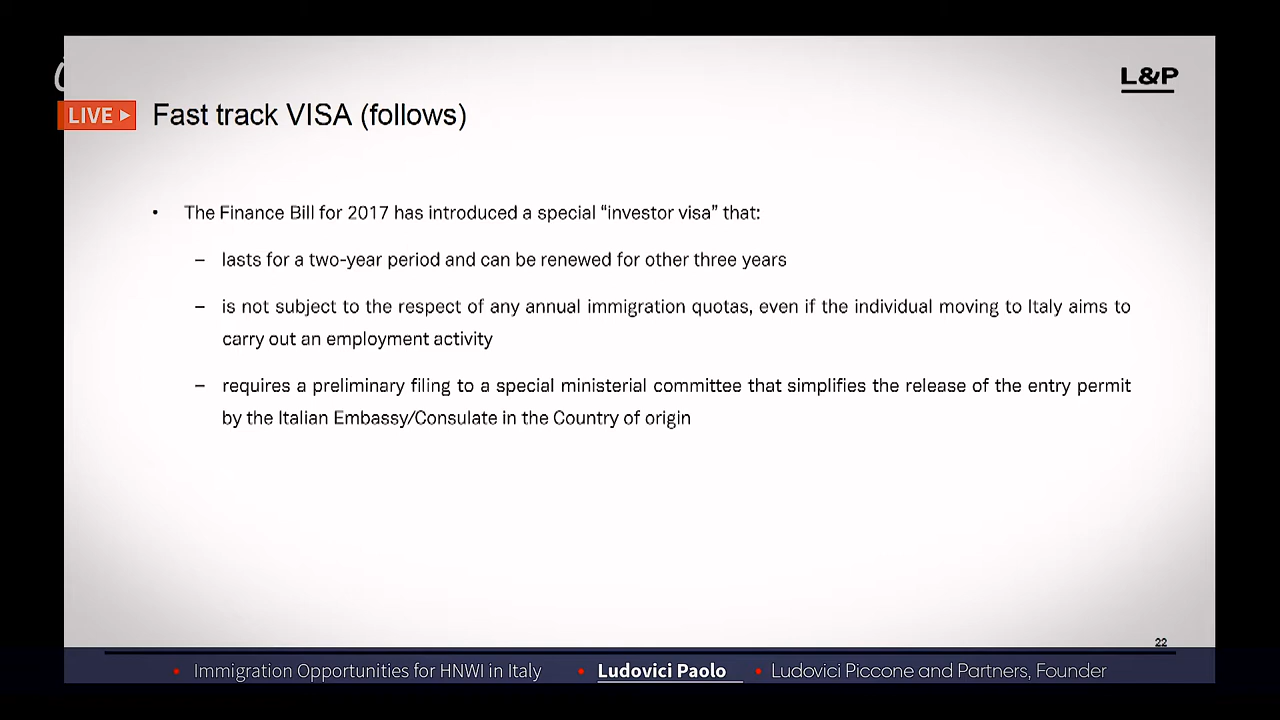 L&P
LIVE
Fast track VISA (follows)
• The Finance Bill for 2017 has introduced a special “investor visa” that:
– lasts for a two-year period and can be renewed for other three years
– is not subject to the respect of any annual immigration quotas, even if the individual moving to Italy aims to
carry out an employment activity
– requires a preliminary filing to a special ministerial committee that simplifies the release of the entry permit
by the Italian Embassy/Consulate in the Country of origin
22
• Immigration Opportunities for HNWI in Italy • Ludovici Paolo • Ludovici Piccone and Partners, Founder